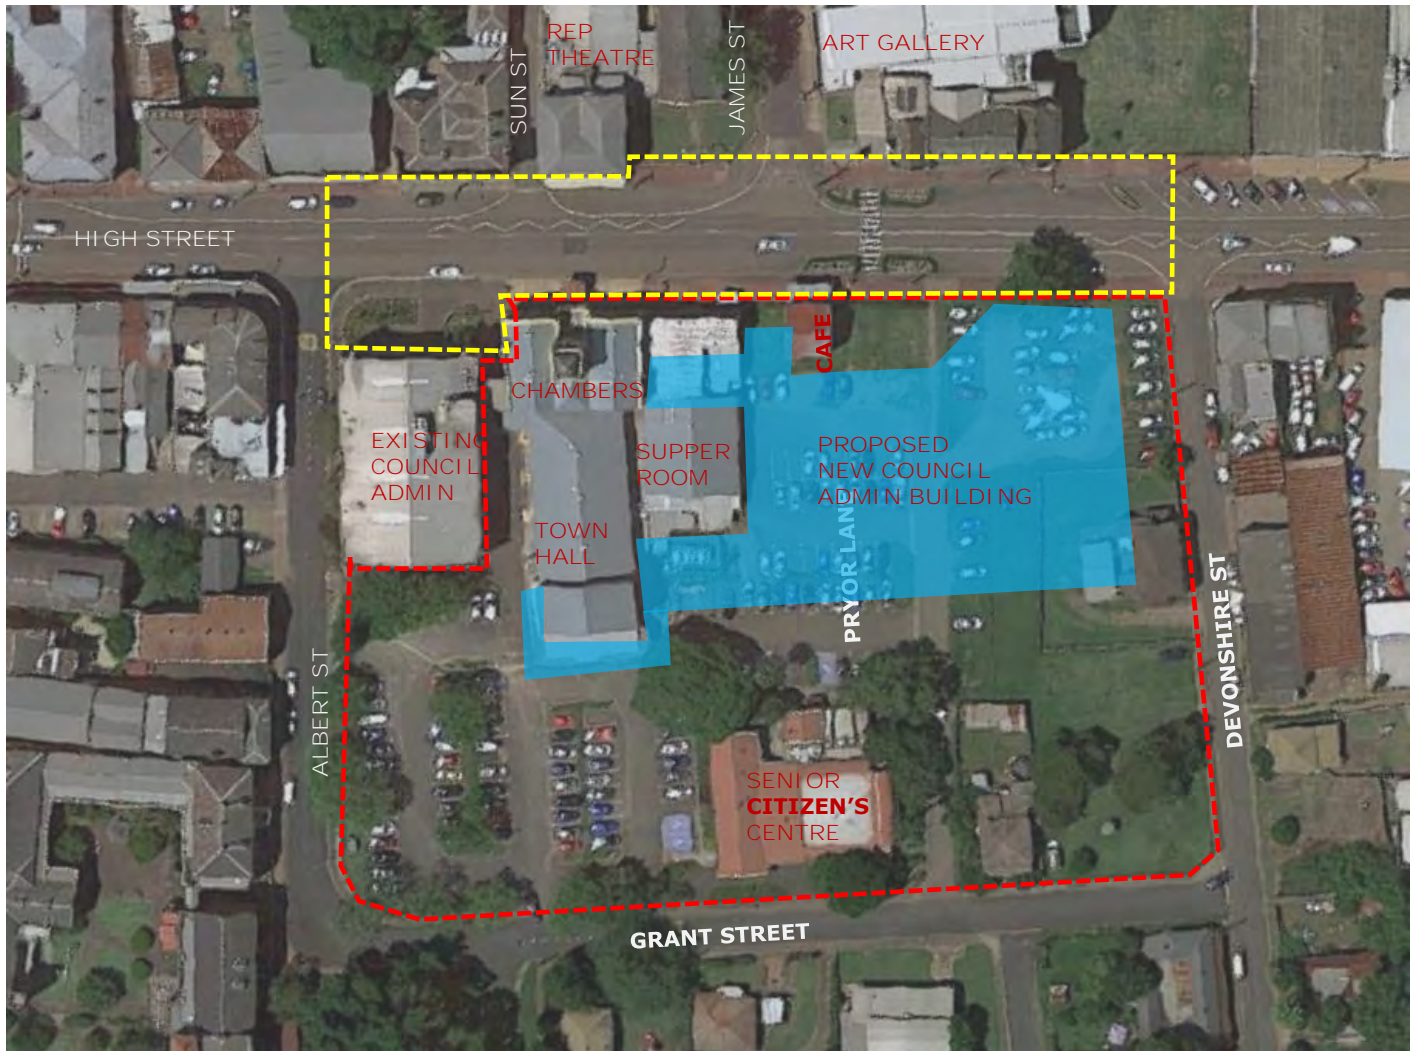 REP
THEATRE
SUN ST
JAMES ST
ART GALLERY
HIGH STREET
CAFE
CHAMBERS
EXISTING
COUNCIL
ADMIN
SUPPER
ROOM
PROPOSED
NEW COUNCIL
ADMIN BUILDING
TOWN
HALL
PRYOR LANE
DEVONSHIRE ST
ALBERT ST
SENIOR
CITIZEN'S
CENTRE
GRANT STREET